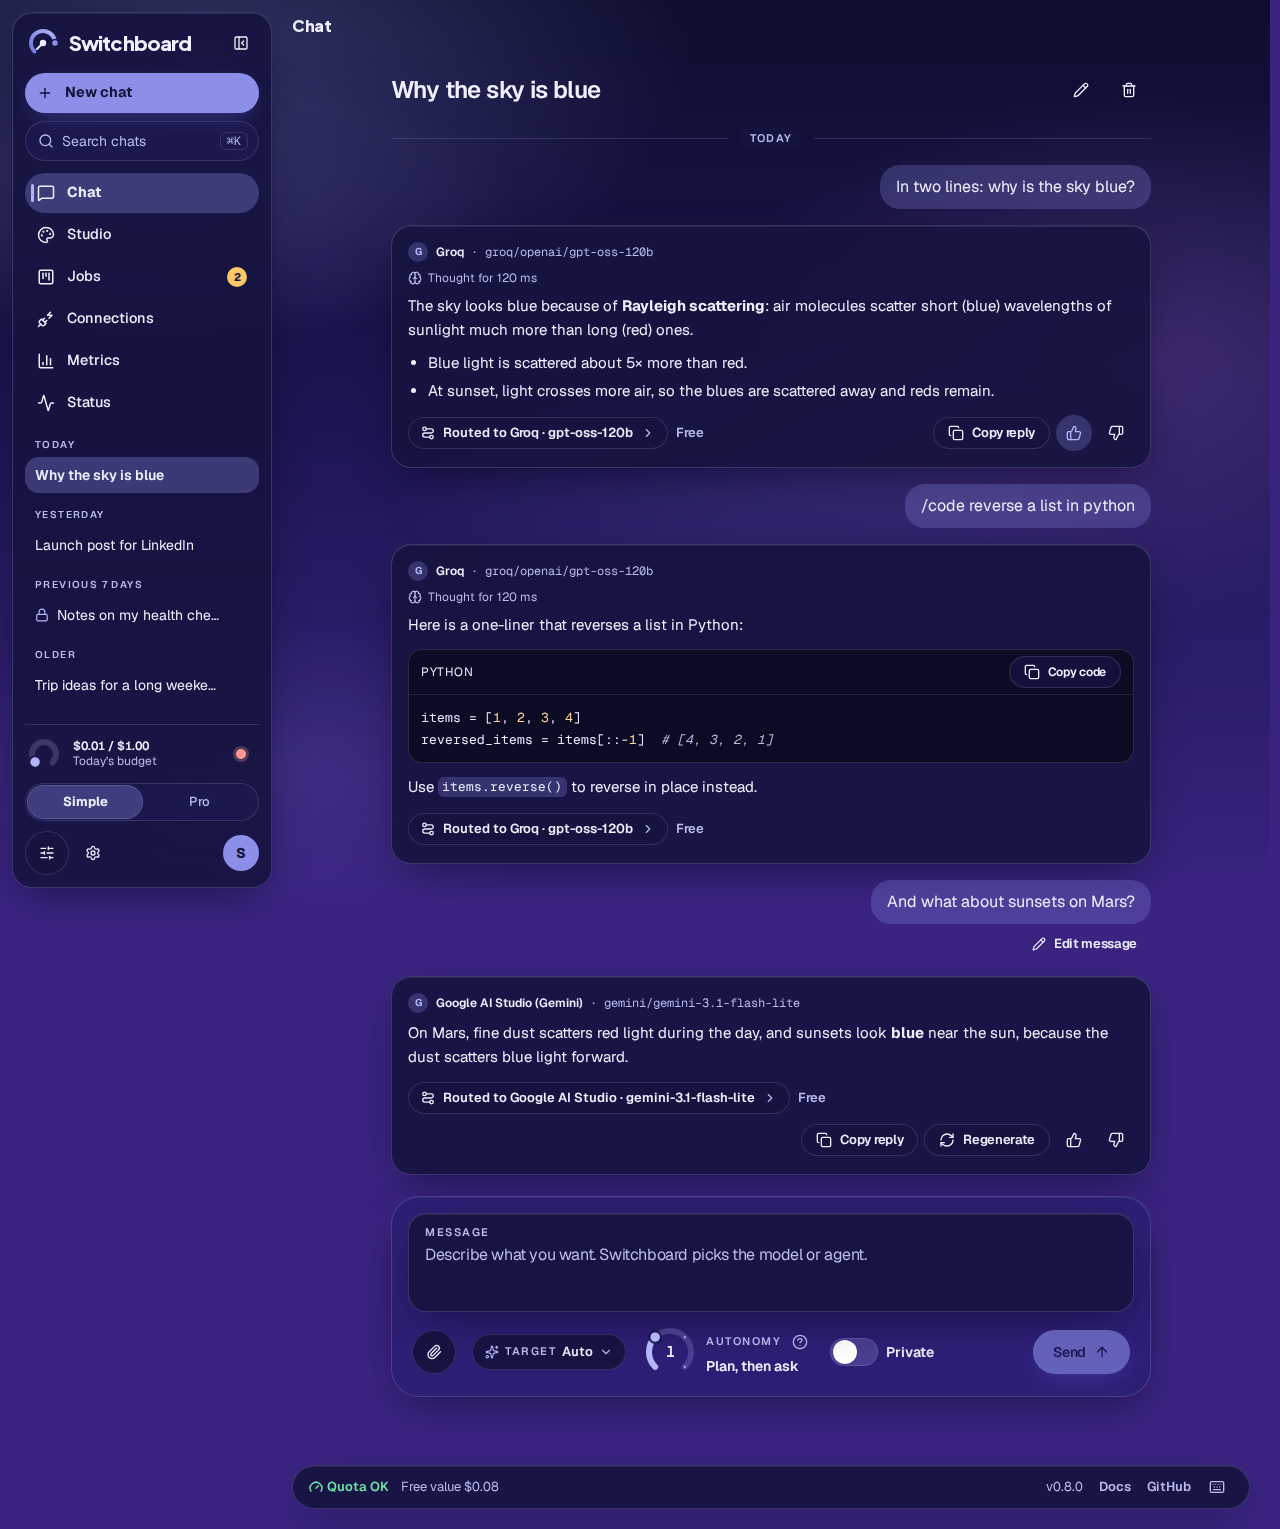 Switchboard
New chat
Search chats
⌘K
Chat
Studio
Jobs
2
Connections
Metrics
Status
TODAY
Why the sky is blue
YESTERDAY
Launch post for LinkedIn
PREVIOUS 7 DAYS
Notes on my health che…
OLDER
Trip ideas for a long weeke…
$0.01 / $1.00
Today's budget
Simple
Pro
S
Chat
Why the sky is blue
TODAY
In two lines: why is the sky blue?
G Groq · groq/openai/gpt-oss-120b
Thought for 120 ms
The sky looks blue because of Rayleigh scattering: air molecules scatter short (blue) wavelengths of
sunlight much more than long (red) ones.
• Blue light is scattered about 5× more than red.
• At sunset, light crosses more air, so the blues are scattered away and reds remain.
Routed to Groq · gpt-oss-120b
Free
Copy reply
/code reverse a list in python
G Groq · groq/openai/gpt-oss-120b
Thought for 120 ms
Here is a one-liner that reverses a list in Python:
PYTHON
Copy code
items = [1, 2, 3, 4]
reversed_items = items[::-1]  # [4, 3, 2, 1]
Use items.reverse() to reverse in place instead.
Routed to Groq · gpt-oss-120b
Free
And what about sunsets on Mars?
Edit message
G Google AI Studio (Gemini) · gemini/gemini-3.1-flash-lite
On Mars, fine dust scatters red light during the day, and sunsets look blue near the sun, because the
dust scatters blue light forward.
Routed to Google AI Studio · gemini-3.1-flash-lite
Free
Copy reply
Regenerate
MESSAGE
Describe what you want. Switchboard picks the model or agent.
TARGET Auto
1
AUTONOMY
Plan, then ask
Private
Send
Quota OK
Free value $0.08
v0.8.0
Docs
GitHub